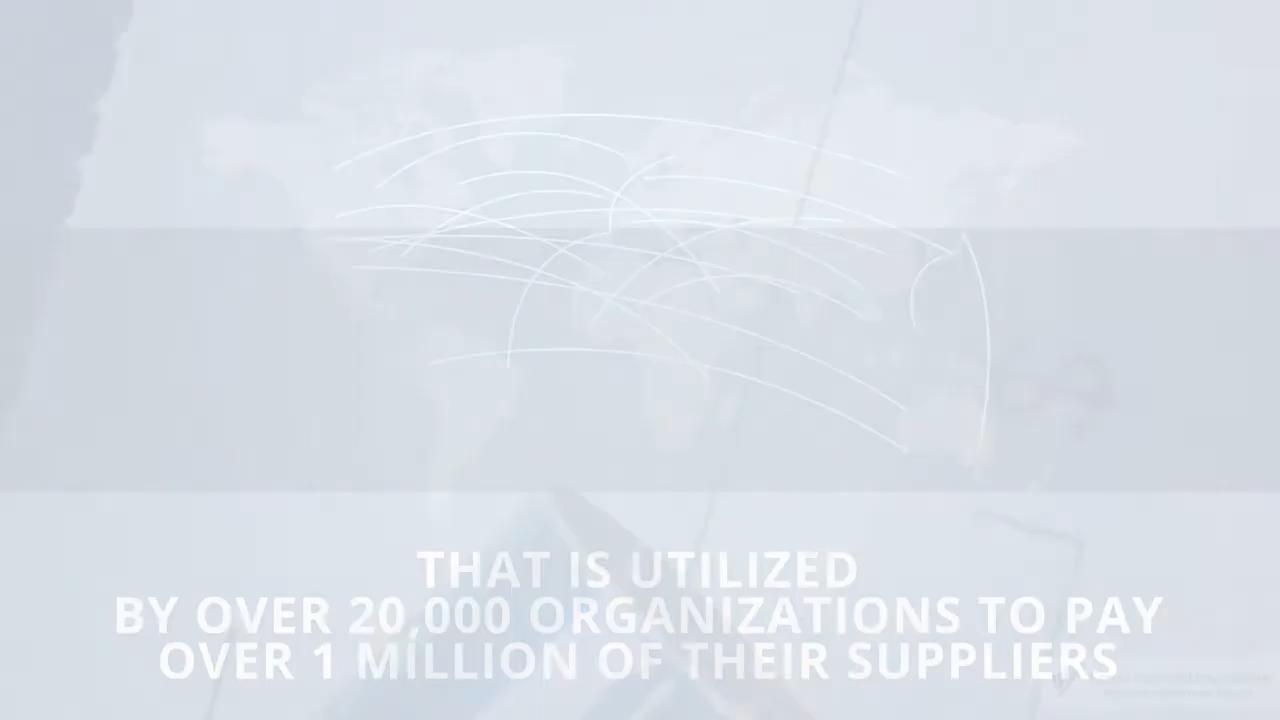 THAT IS UTILIZED
BY OVER 20,000 ORGANIZATIONS TO PAY
OVER 1 MILLION OF THEIR SUPPLIERS